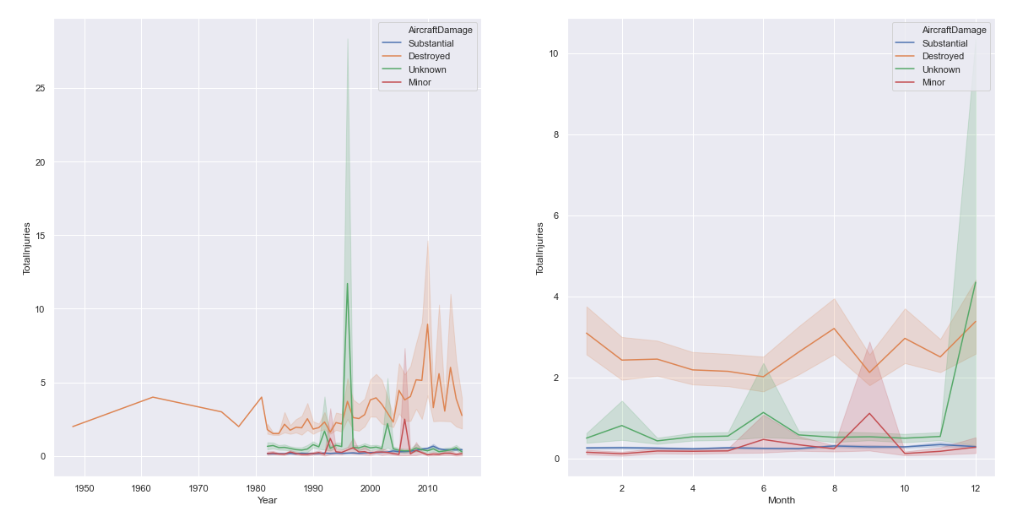 AircraftDamage
Substantial
Destroyed
Unknown
Minor
25
20
15
10
5
0
TotalInjuries
1950 1960 1970 1980 1990 2000 2010
Year
AircraftDamage
Substantial
Destroyed
Unknown
Minor
10
8
6
4
2
0
TotalInjuries
2 4 6 8 10 12
Month